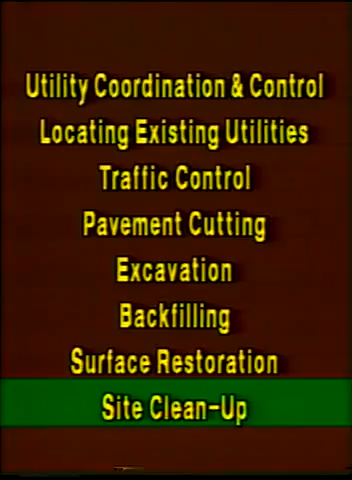 Utility Coordination & Control
Locating Existing Utilities
Traffic Control
Pavement Cutting
Excavation
Backfilling
Surface Restoration
Site Clean-Up